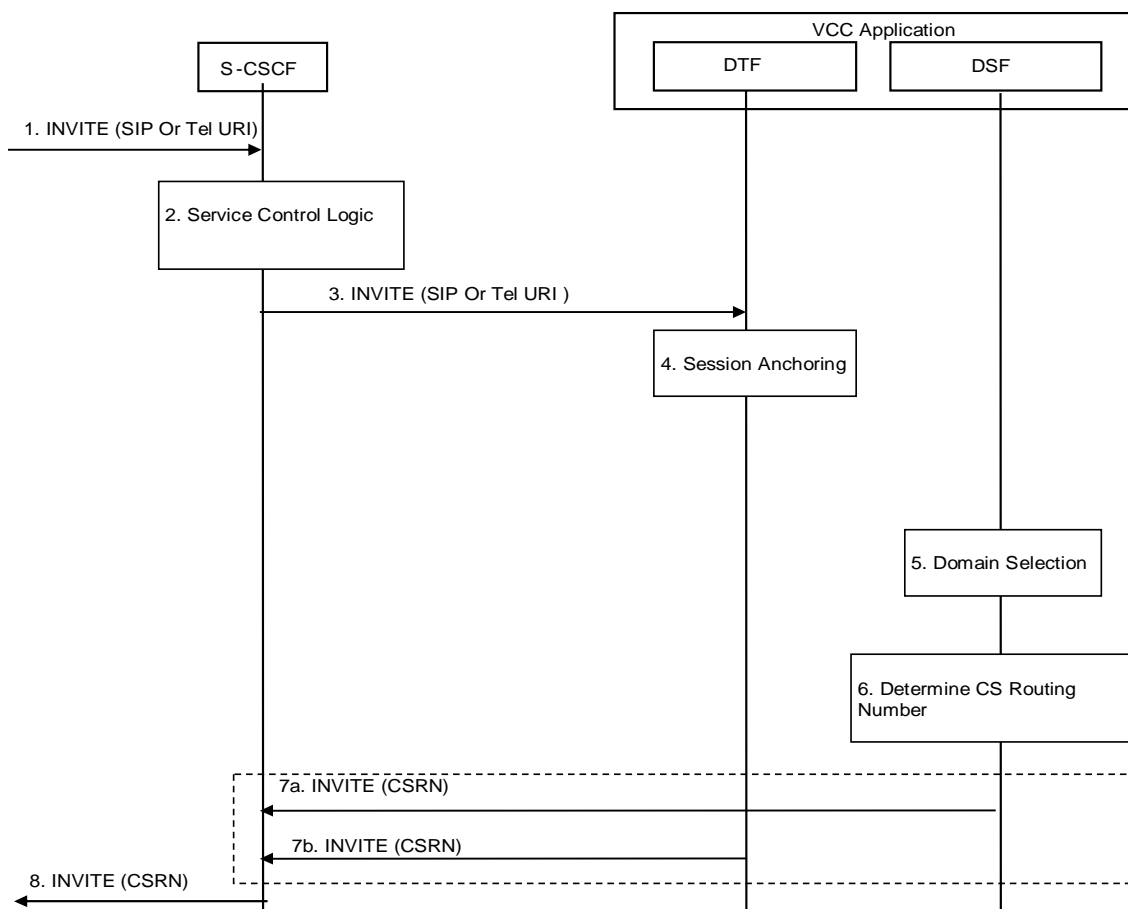 VCC Application
S-CSCF
DTF
DSF
1. INVITE (SIP Or Tel URI)
2. Service Control Logic
3. INVITE (SIP Or Tel URI )
4. Session Anchoring
5. Domain Selection
6. Determine CS Routing
Number
7a. INVITE (CSRN)
7b. INVITE (CSRN)
8. INVITE (CSRN)